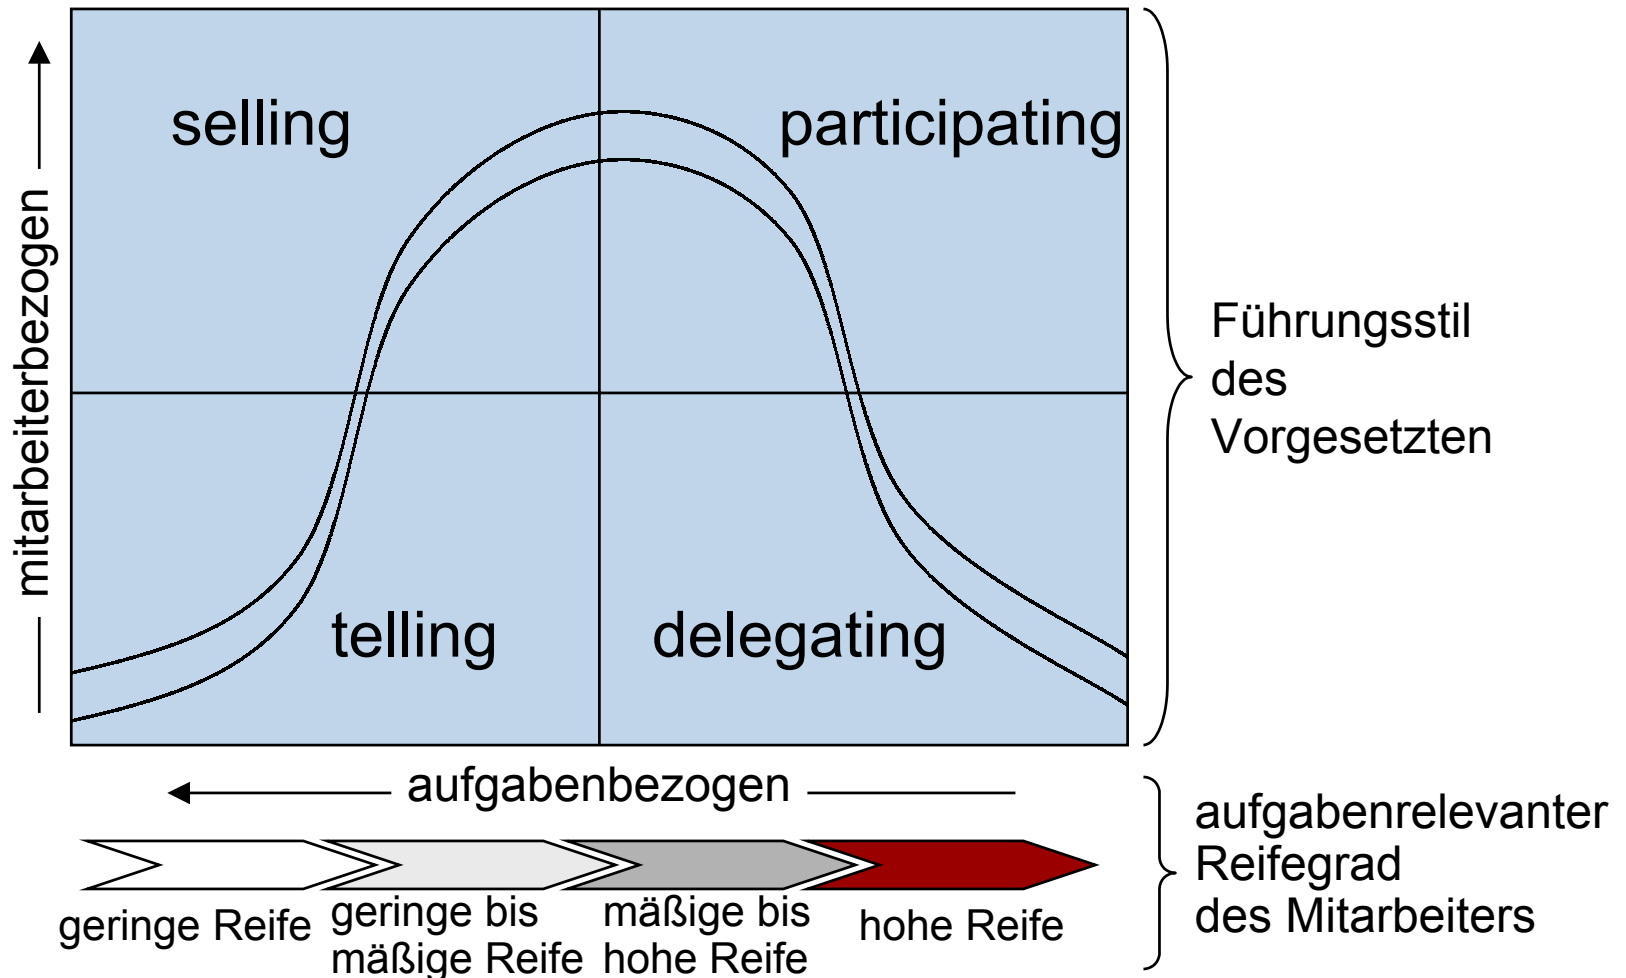 selling
participating
mitarbeiterbezogen
Führungsstil
des
Vorgesetzten
telling
delegating
aufgabenbezogen
aufgabenrelevanter
Reifegrad
des Mitarbeiters
geringe Reife
geringe bis
mäßige Reife
mäßige bis
hohe Reife
hohe Reife